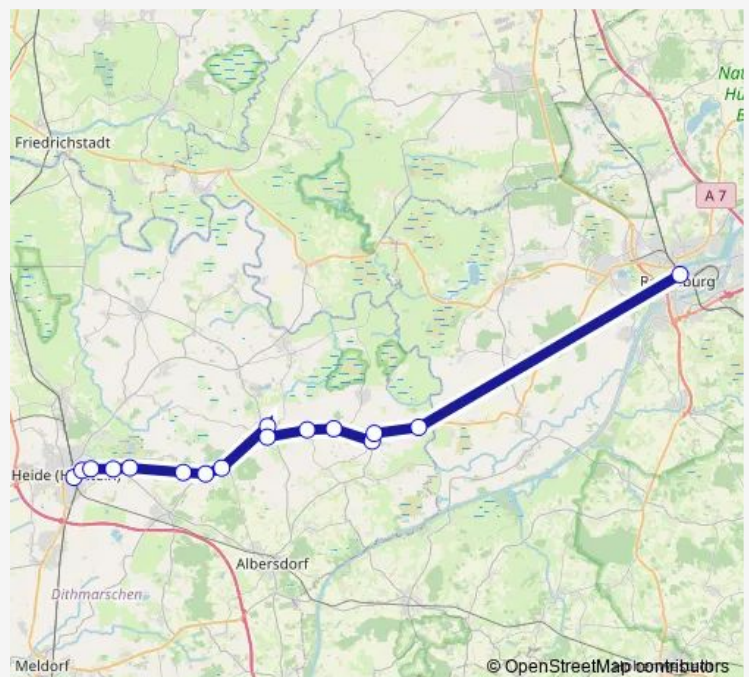 Friedrichstadt
A 7
Heide
Albersdorf
Dithmarschen
Meldorf
© OpenStreetMap contributors